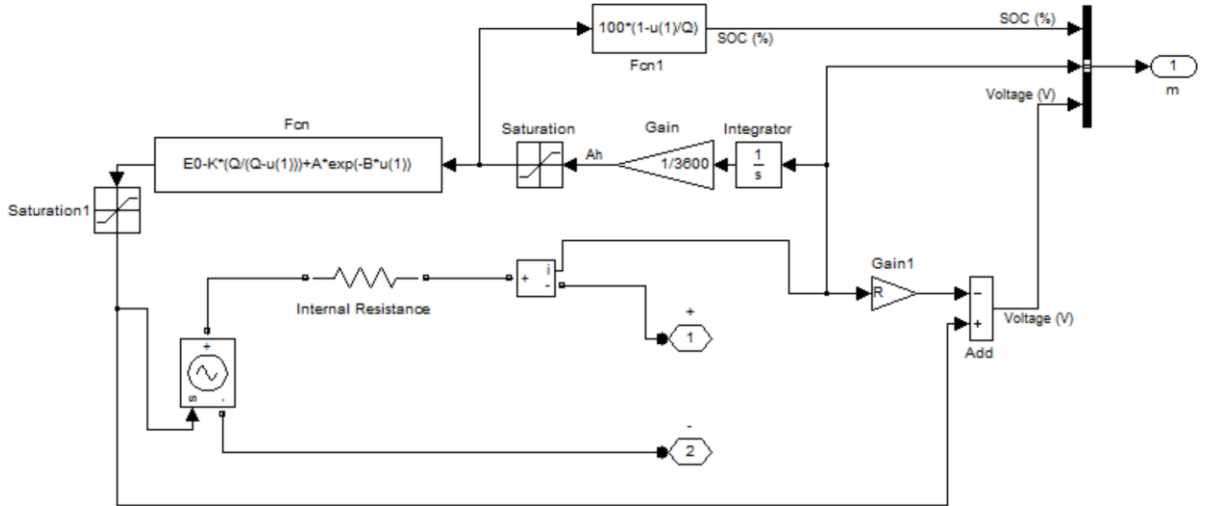 SOC (%)
100*(1-u(1)/Q)
SOC (%)
Fcn1
1
m
Voltage (V)
Fcn
Saturation
Gain
Integrator
E0-K*(Q/(Q-u(1)))+A*exp(-B*u(1))
Ah
1/3600
1
s
Saturation1
+
i
-
Gain1
R
Internal Resistance
-
+
Voltage (V)
Add
+
1
+
s
-
-
2